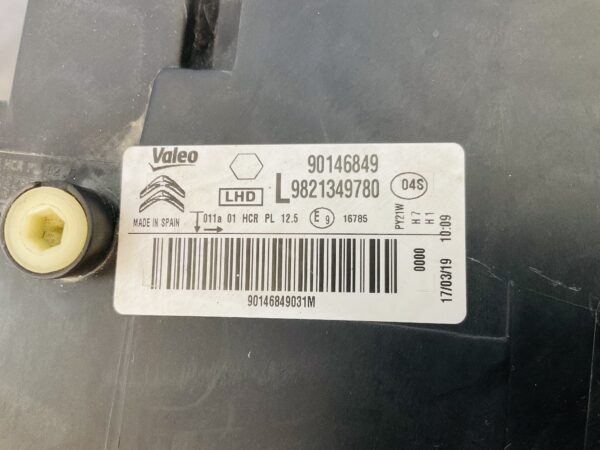 Valeo
90146849
LHD L 9821349780 04S
MADE IN SPAIN
011a 01 HCR PL 12.5 E9 16785
PY21W
H7
H1
0000
17/03/19 10:09
90146849031M